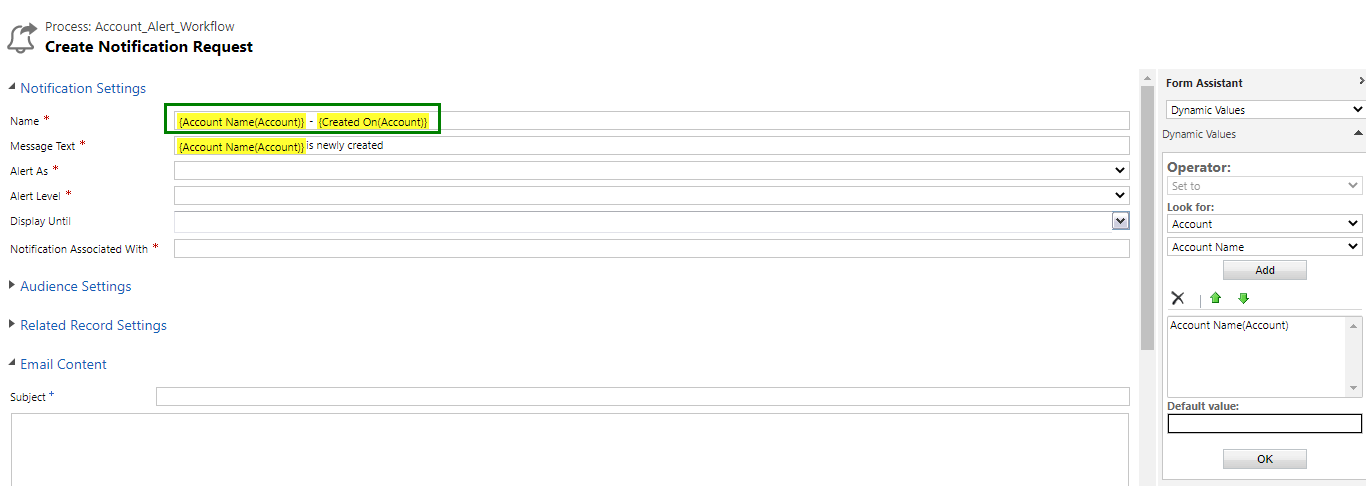 Process: Account_Alert_Workflow
Create Notification Request
Notification Settings
Name *
{Account Name(Account)} - {Created On(Account)}
Message Text *
{Account Name(Account)} is newly created
Alert As *
Alert Level *
Display Until
Notification Associated With *
Audience Settings
Related Record Settings
Email Content
Subject +
Form Assistant
Dynamic Values
Dynamic Values
Operator:
Set to
Look for:
Account
Account Name
Add
Account Name(Account)
Default value:
OK